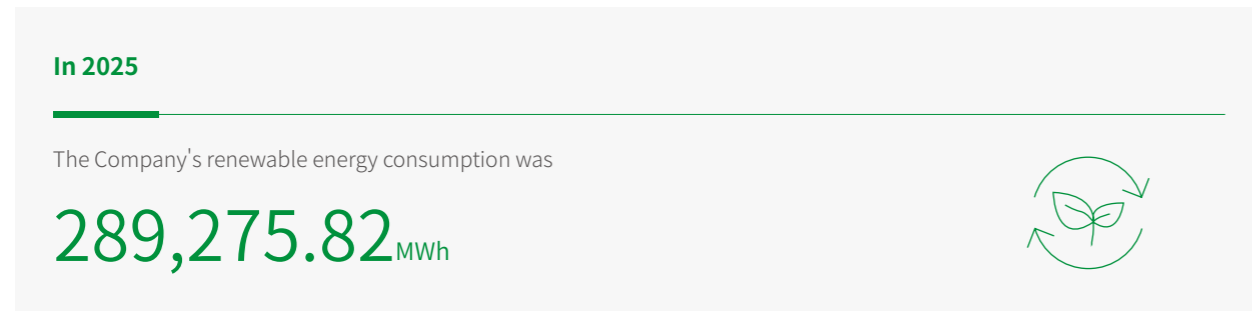 In 2025
The Company's renewable energy consumption was
289,275.82MWh